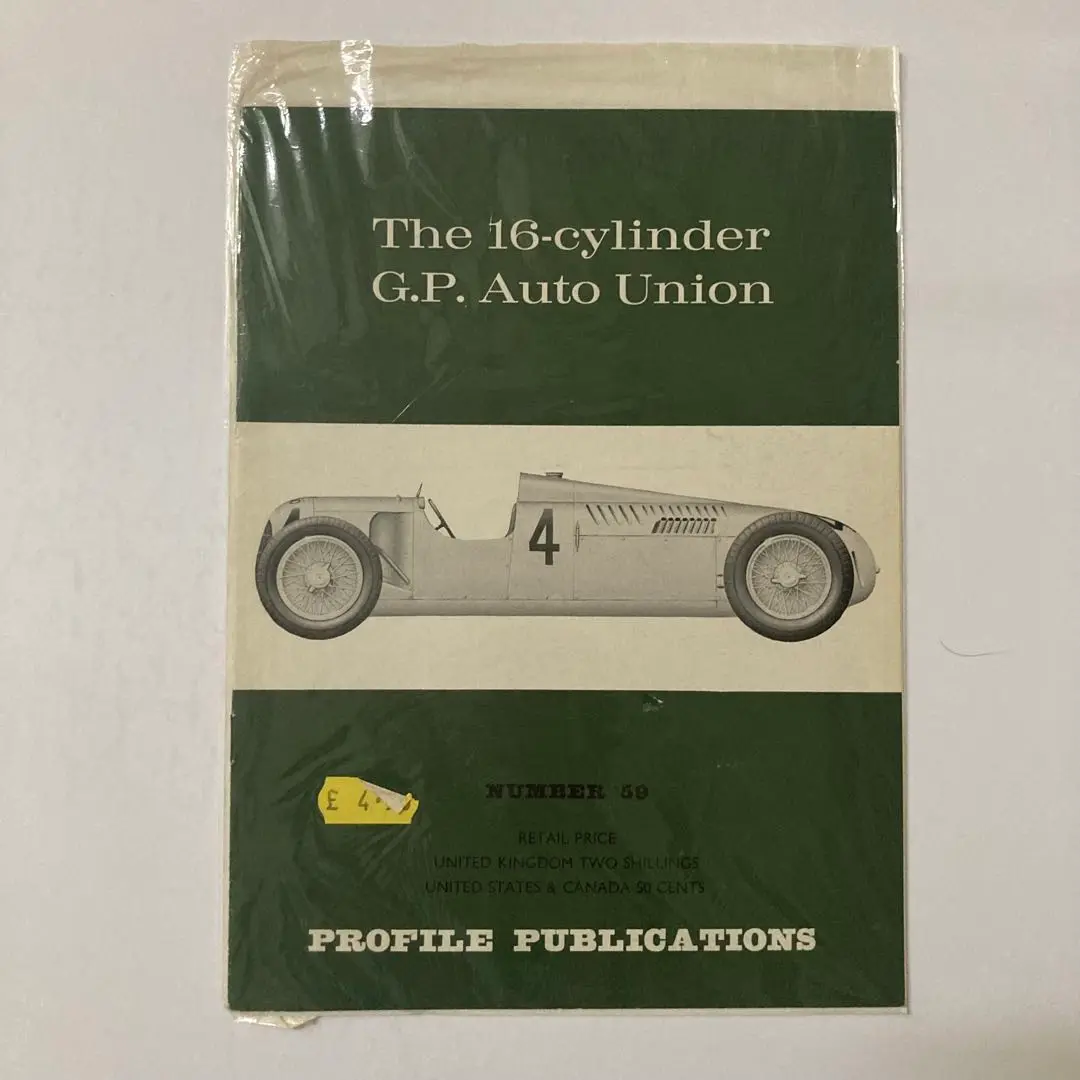 The 16-cylinder
G.P. Auto Union
4
NUMBER 59
£ 4.
RETAIL PRICE
UNITED KINGDOM TWO SHILLINGS
UNITED STATES & CANADA 50 CENTS
PROFILE PUBLICATIONS